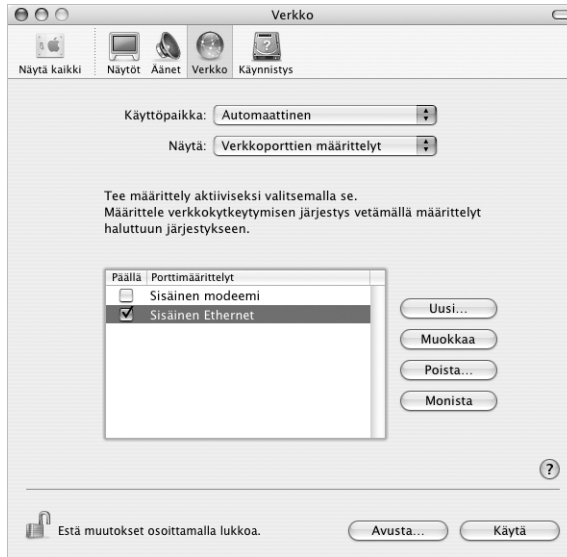 Verkko
Näytä kaikki
Näytöt
Äänet
Verkko
Käynnistys
Käyttöpaikka:
Automaattinen
Näytä:
Verkkoporttien määrittelyt
Tee määrittely aktiiviseksi valitsemalla se.
Määrittele verkkokytkeytymisen järjestys vetämällä määrittelyt
haluttuun järjestykseen.
Päällä
Porttimäärittelyt
Sisäinen modeemi
Sisäinen Ethernet
Uusi...
Muokkaa
Poista...
Monista
?
Estä muutokset osoittamalla lukkoa.
Avusta...
Käytä